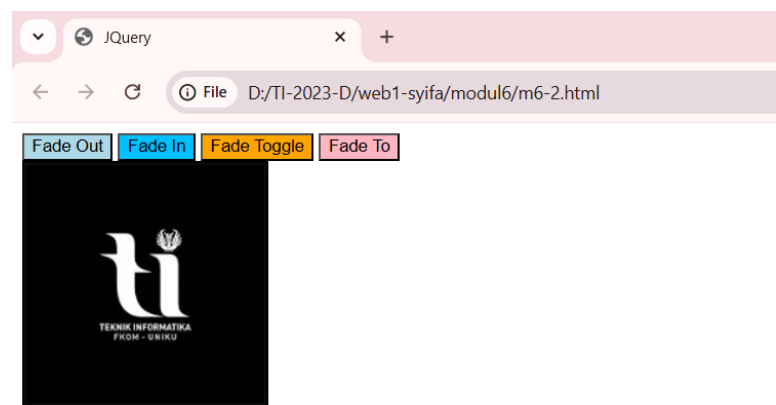 JQuery
File D:/TI-2023-D/web1-syifa/modul6/m6-2.html
Fade Out Fade In Fade Toggle Fade To
ti
TEKNIK INFORMATIKA
FKOM - UNIKU